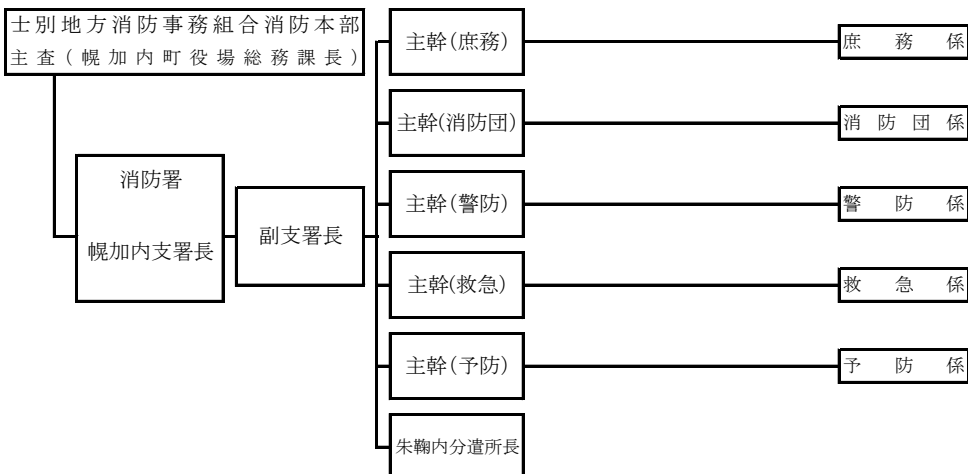 士別地方消防事務組合消防本部
主査(幌加内町役場総務課長)
消防署
幌加内支署長
副支署長
主幹(庶務)
庶務係
主幹(消防団)
消防団係
主幹(警防)
警防係
主幹(救急)
救急係
主幹(予防)
予防係
朱鞠内分遣所長